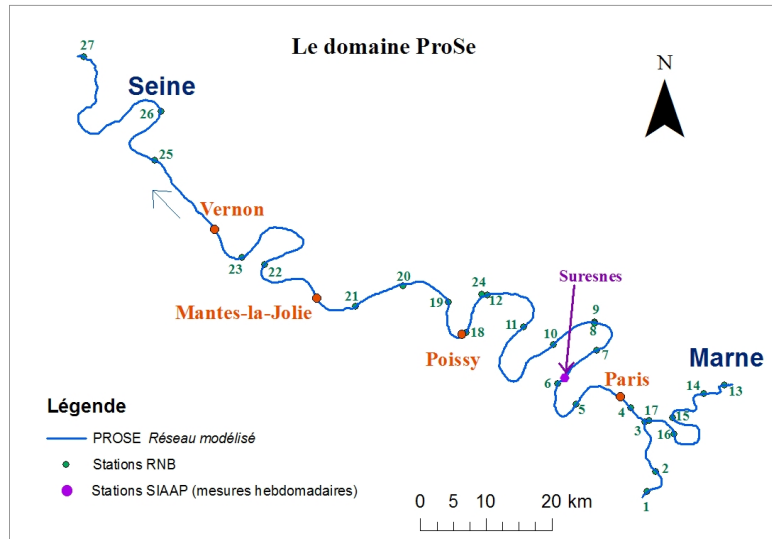 Le domaine ProSe
27
Seine
N
26
25
Vernon
23
22
24
20
12
19
21
Mantes-la-Jolie
18
Poissy
Suresnes
9
8
11
10
7
6
Paris
Marne
5
4
14
13
3
17
15
16
2
1
Légende
PROSE Réseau modélisé
Stations RNB
Stations SIAAP (mesures hebdomadaires)
0 5 10 20 km